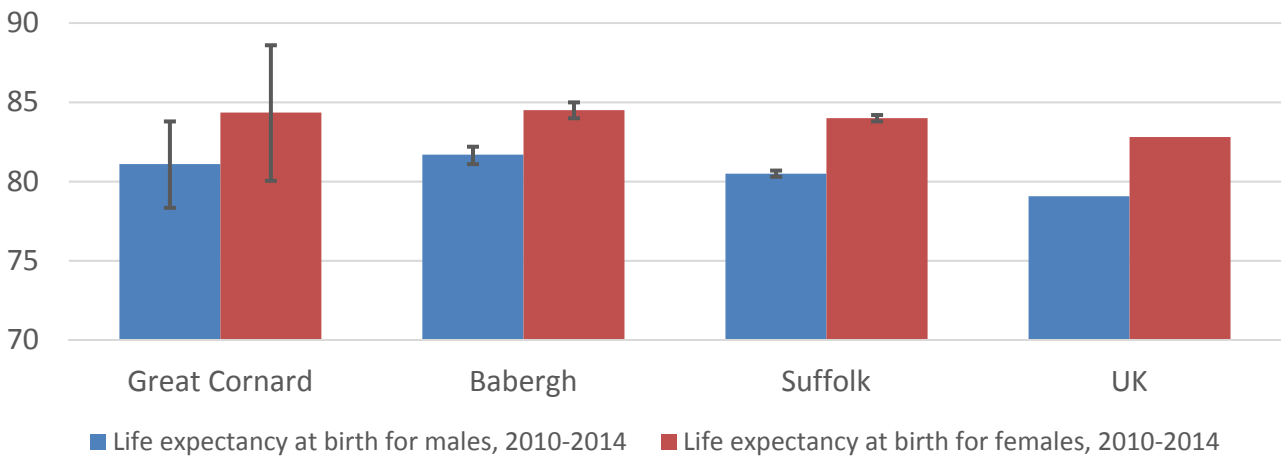 90
85
80
75
70
Great Cornard Babergh Suffolk UK
Life expectancy at birth for males, 2010-2014 Life expectancy at birth for females, 2010-2014